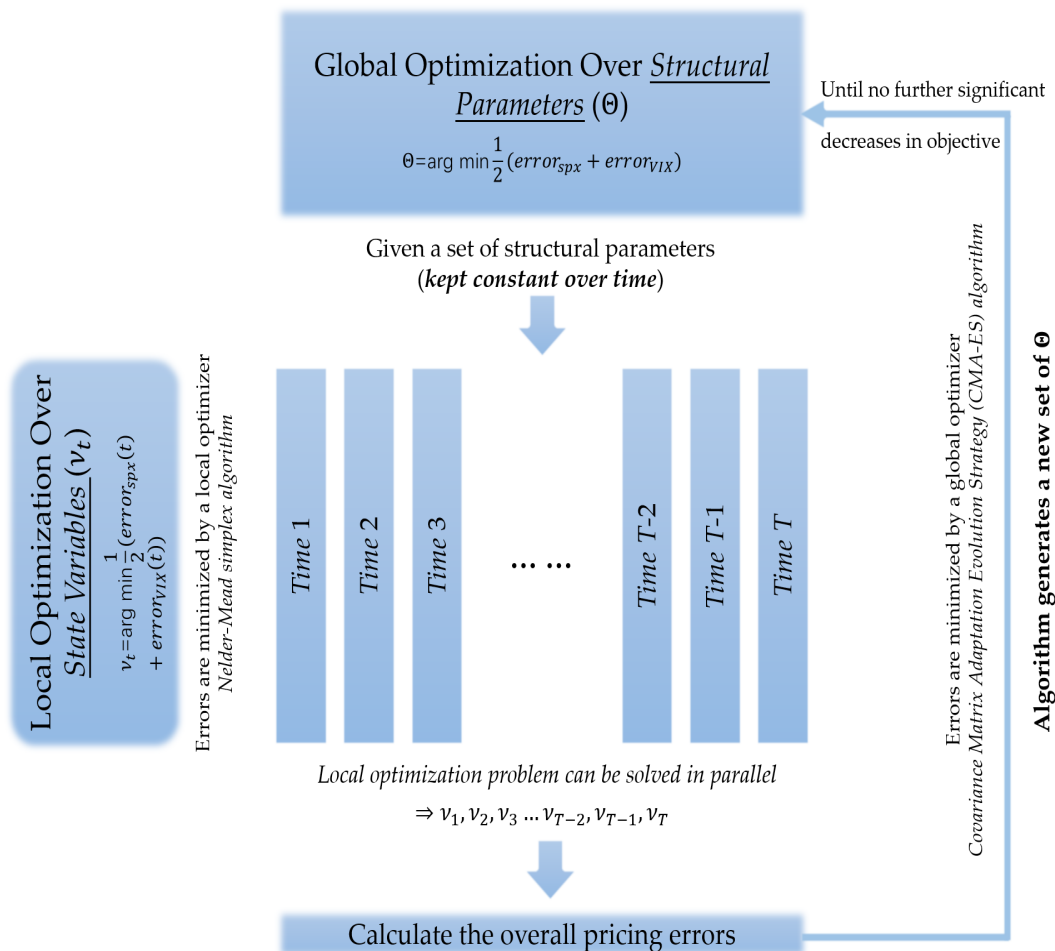 Global Optimization Over Structural
Parameters (Θ)
Θ=arg min 1/2 (error_spx + error_VIX)
Until no further significant
decreases in objective
Given a set of structural parameters
(kept constant over time)
Local Optimization Over
State Variables (ν_t)
ν_t=arg min 1/2 (error_spx(t)
+ error_VIX(t))
Errors are minimized by a local optimizer
Nelder-Mead simplex algorithm
Time 1
Time 2
Time 3
... ...
Time T-2
Time T-1
Time T
Errors are minimized by a global optimizer
Covariance Matrix Adaptation Evolution Strategy (CMA-ES) algorithm
Algorithm generates a new set of Θ
Local optimization problem can be solved in parallel
⇒ ν_1, ν_2, ν_3 … ν_{T−2}, ν_{T−1}, ν_T
Calculate the overall pricing errors